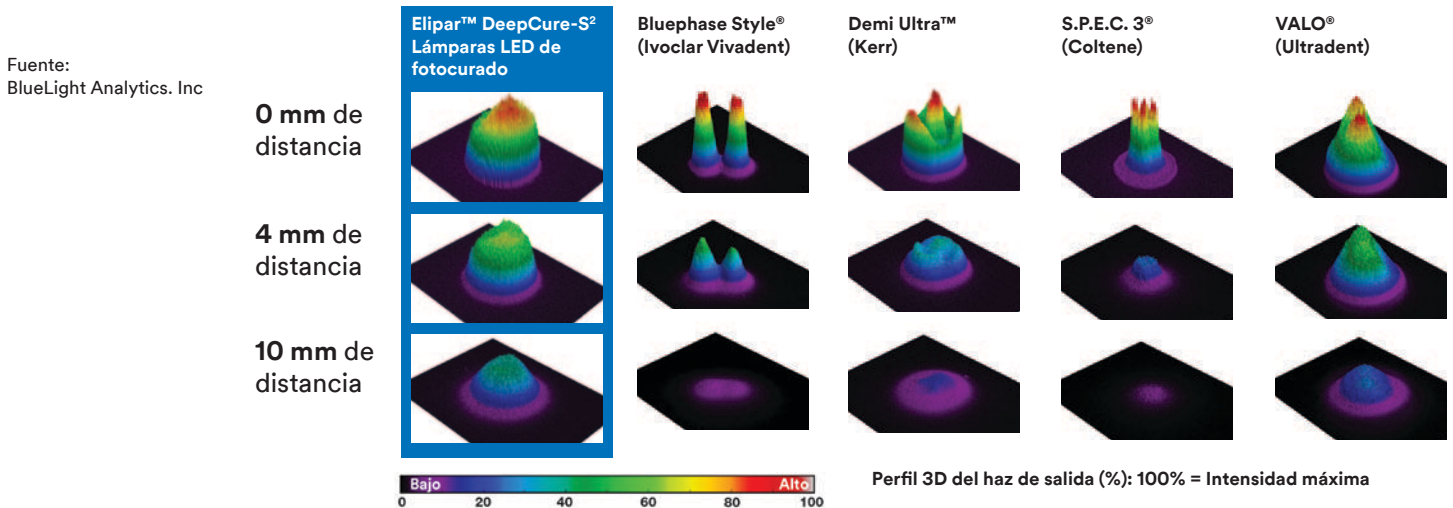 Fuente:
BlueLight Analytics. Inc
Elipar™ DeepCure-S²
Lámparas LED de
fotocurado
Bluephase Style®
(Ivoclar Vivadent)
Demi Ultra™
(Kerr)
S.P.E.C. 3®
(Coltene)
VALO®
(Ultradent)
0 mm de
distancia
4 mm de
distancia
10 mm de
distancia
Bajo Alto
0 20 40 60 80 100
Perfil 3D del haz de salida (%): 100% = Intensidad máxima